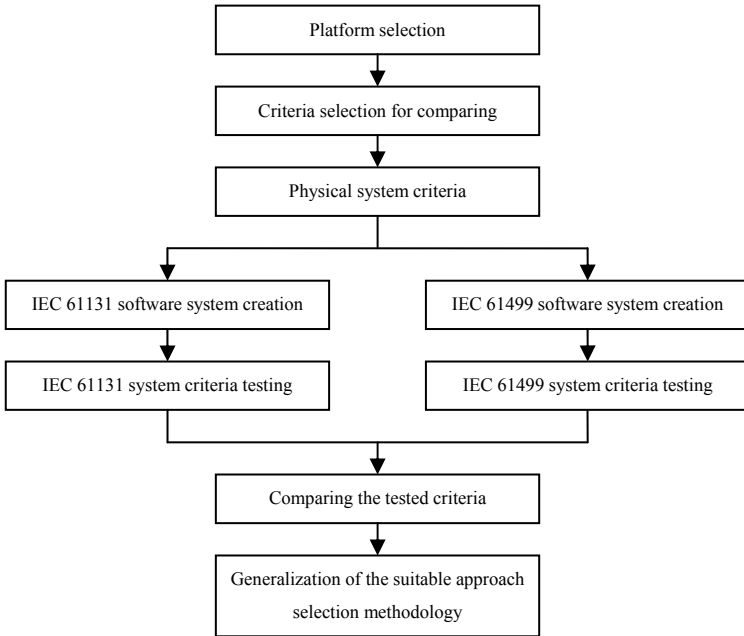 Platform selection
Criteria selection for comparing
Physical system criteria
IEC 61131 software system creation
IEC 61499 software system creation
IEC 61131 system criteria testing
IEC 61499 system criteria testing
Comparing the tested criteria
Generalization of the suitable approach
selection methodology